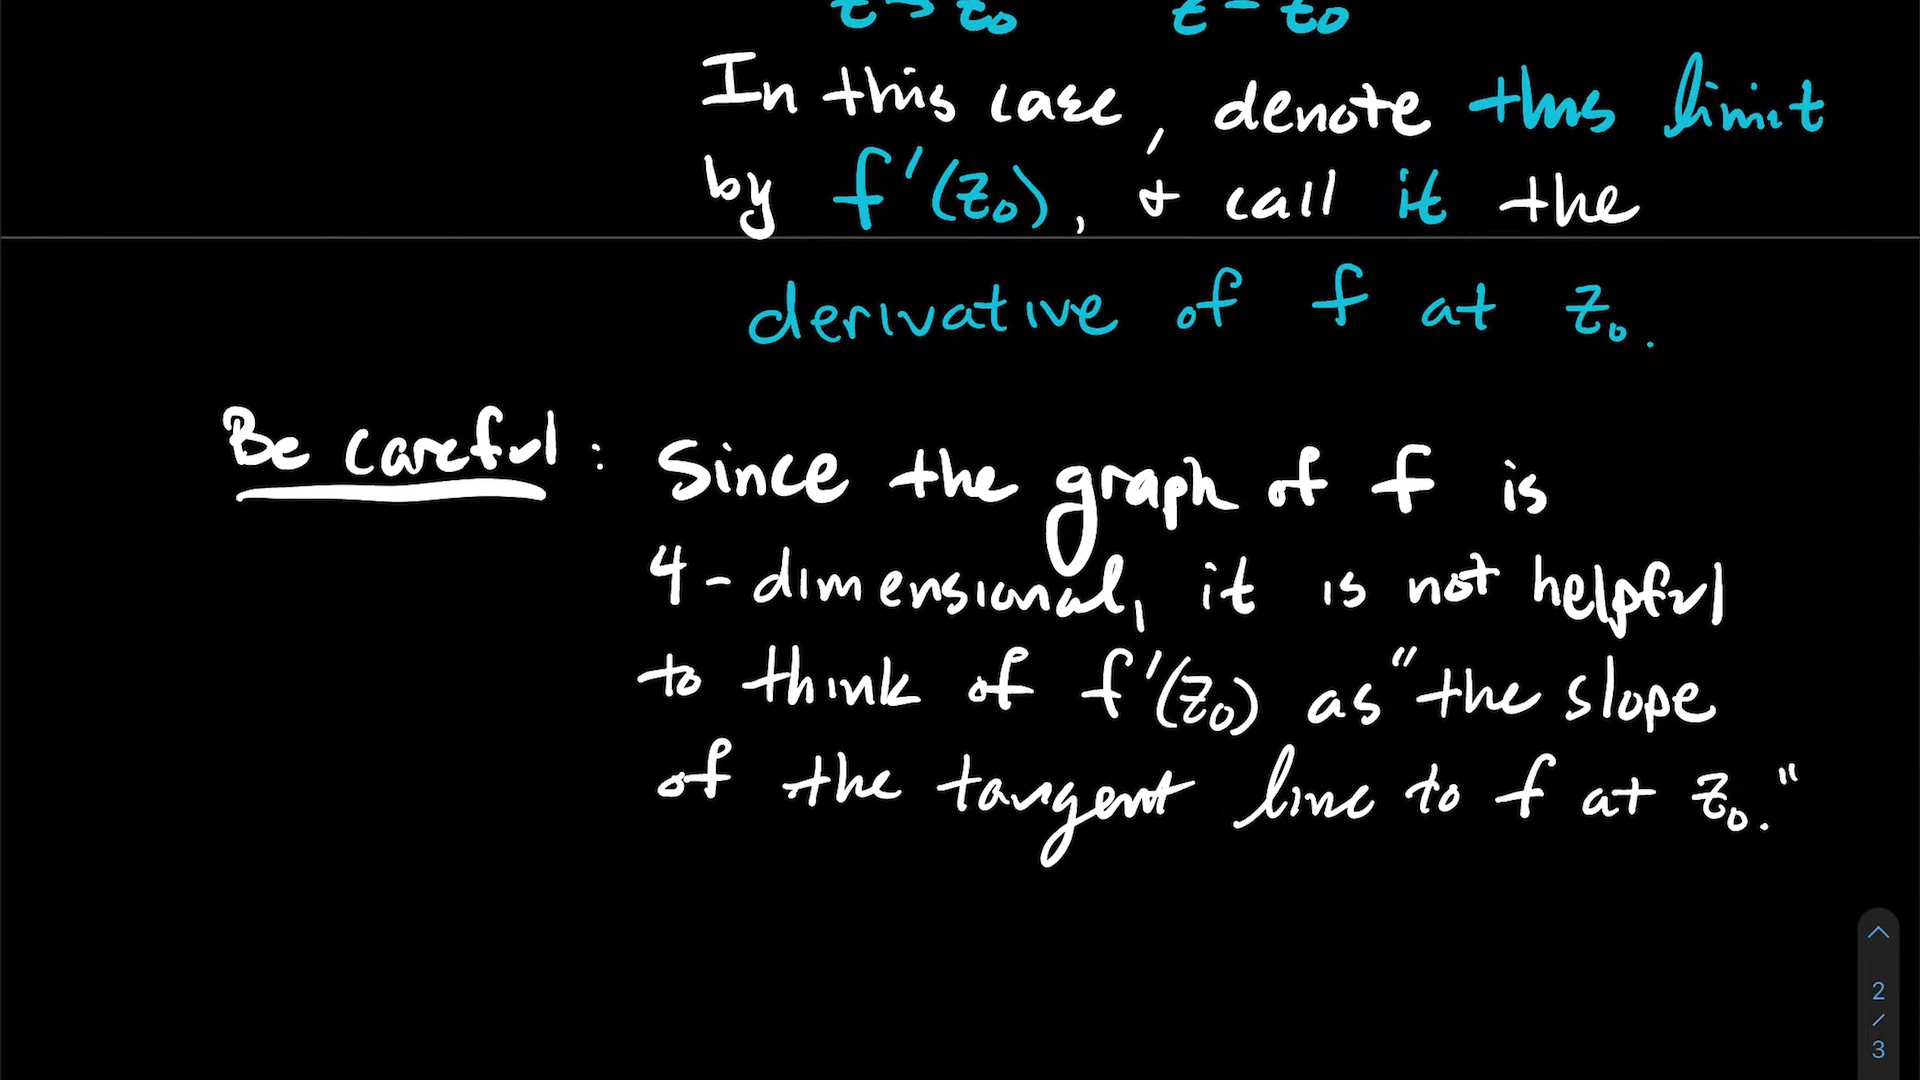 z→z₀ z-z₀
In this case, denote this limit
by f'(z₀), & call it the
derivative of f at z₀.
Be careful: Since the graph of f is
4-dimensional, it is not helpful
to think of f'(z₀) as "the slope
of the tangent line to f at z₀."
2
/
3